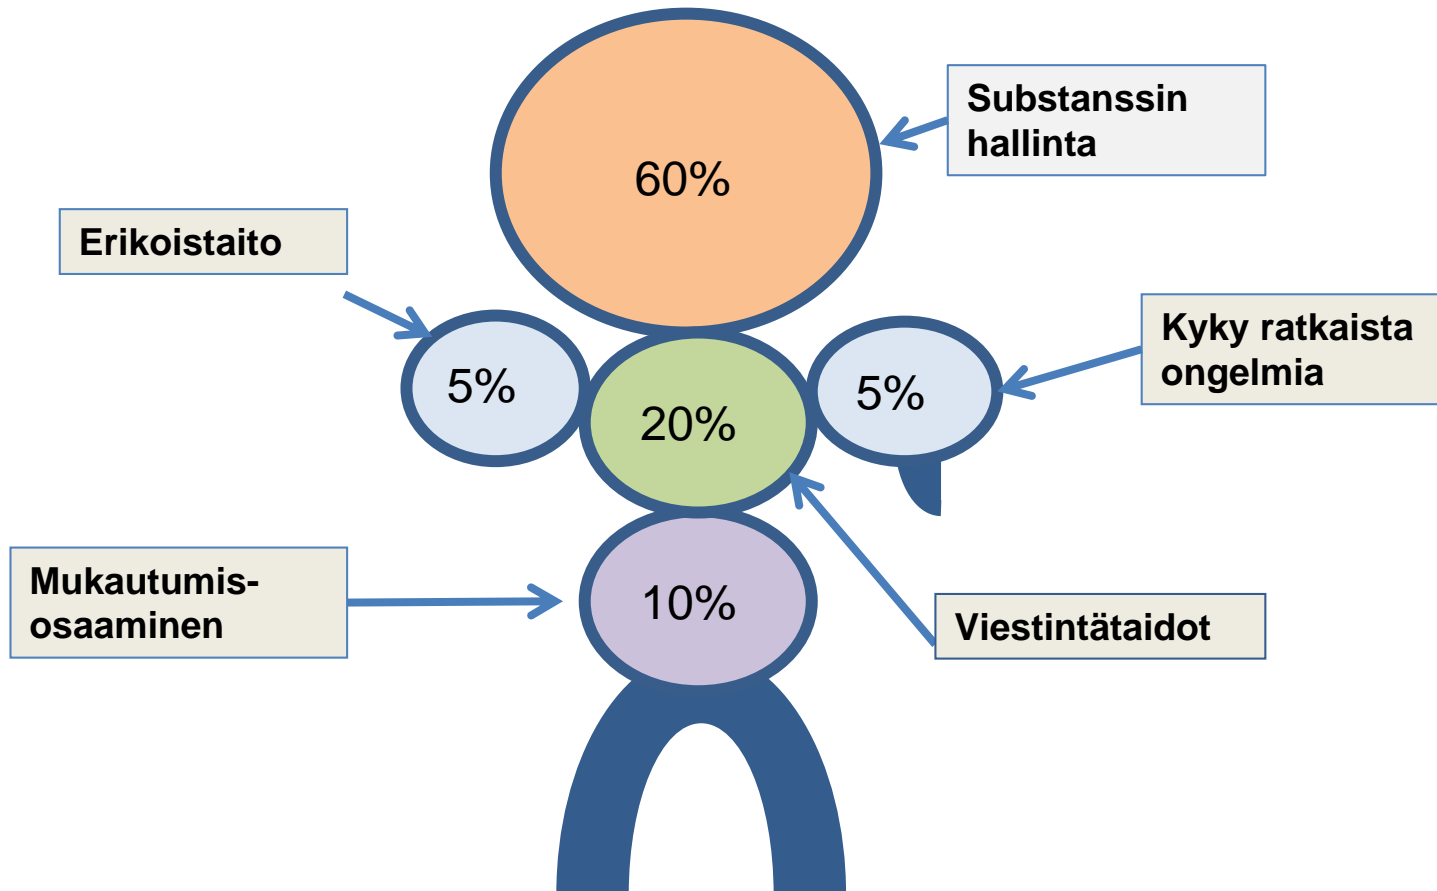 Substanssin
hallinta
60%
Erikoistaito
Kyky ratkaista
ongelmia
5%
20%
5%
Mukautumis-
osaaminen
10%
Viestintätaidot